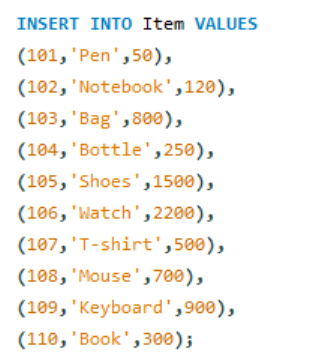 INSERT INTO Item VALUES
(101,'Pen',50),
(102,'Notebook',120),
(103,'Bag',800),
(104,'Bottle',250),
(105,'Shoes',1500),
(106,'Watch',2200),
(107,'T-shirt',500),
(108,'Mouse',700),
(109,'Keyboard',900),
(110,'Book',300);